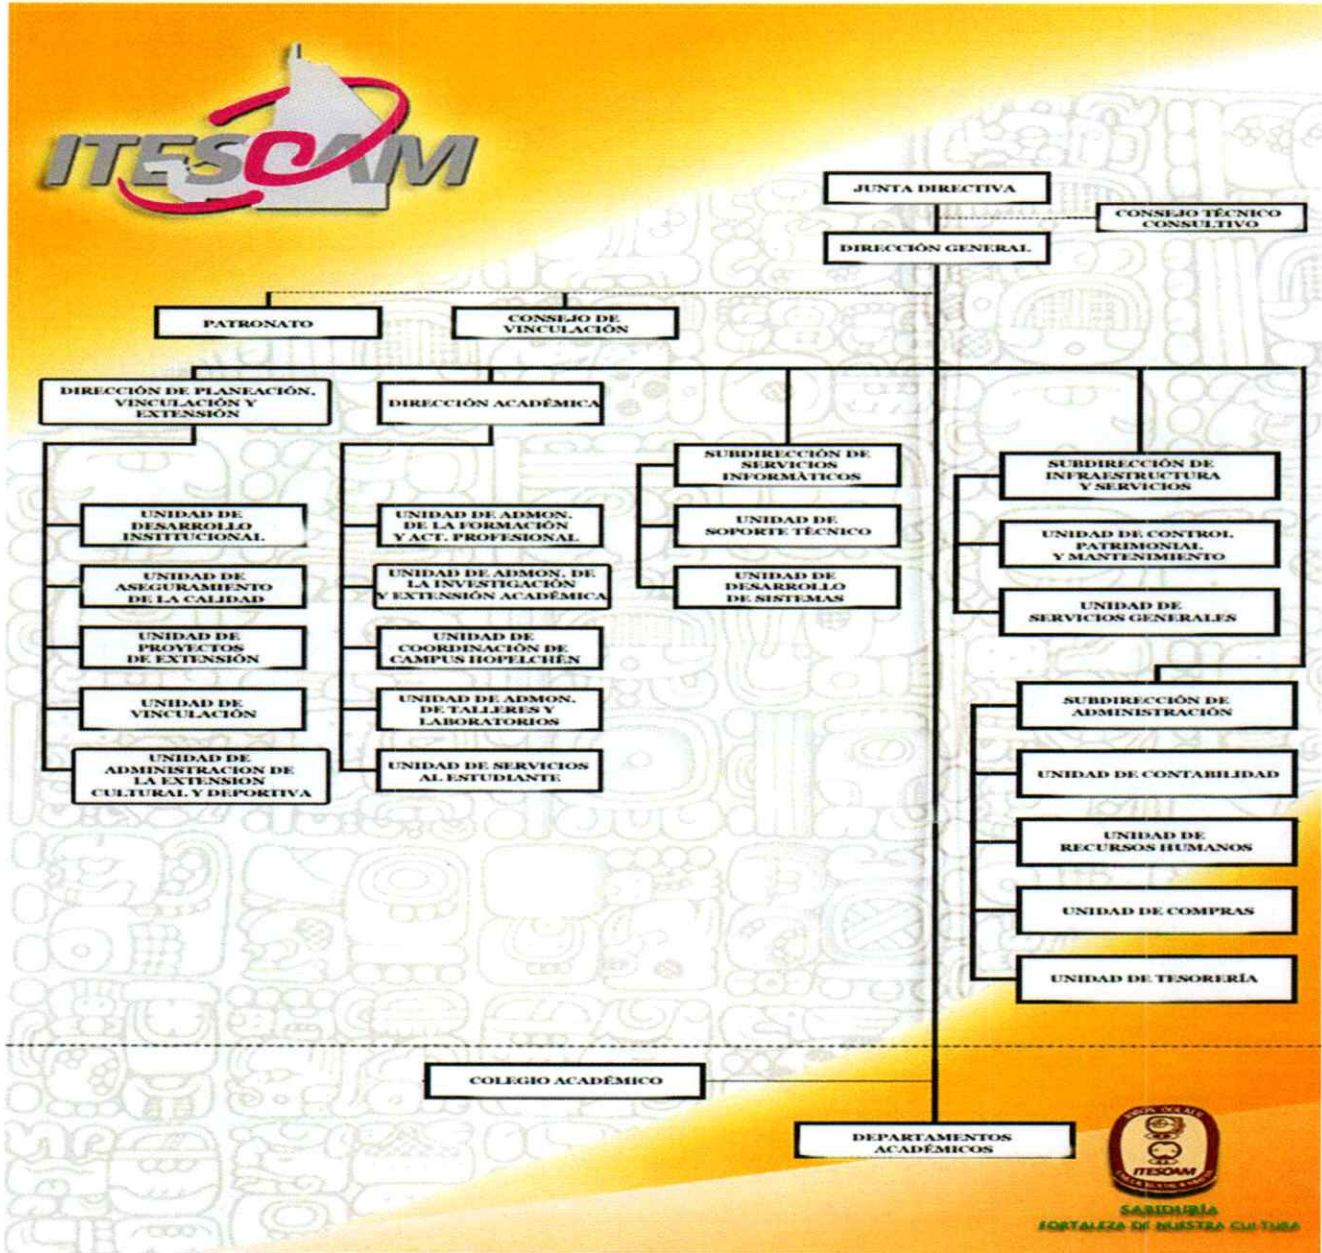 ITESCAM
JUNTA DIRECTIVA
CONSEJO TÉCNICO
CONSULTIVO
DIRECCIÓN GENERAL
PATRONATO
CONSEJO DE
VINCULACIÓN
DIRECCIÓN DE PLANEACIÓN,
VINCULACIÓN Y
EXTENSIÓN
UNIDAD DE
DESARROLLO
INSTITUCIONAL
UNIDAD DE
ASEGURAMIENTO
DE LA CALIDAD
UNIDAD DE
PROYECTOS
DE EXTENSIÓN
UNIDAD DE
VINCULACIÓN
UNIDAD DE
ADMINISTRACION DE
LA EXTENSION
CULTURAL Y DEPORTIVA
DIRECCIÓN ACADÉMICA
UNIDAD DE ADMON.
DE LA FORMACIÓN
Y ACT. PROFESIONAL
UNIDAD DE ADMON. DE
LA INVESTIGACIÓN
Y EXTENSIÓN ACADÉMICA
UNIDAD DE
COORDINACIÓN DE
CAMPUS HOPELCHÉN
UNIDAD DE ADMON.
DE TALLERES Y
LABORATORIOS
UNIDAD DE SERVICIOS
AL ESTUDIANTE
SUBDIRECCIÓN DE
SERVICIOS
INFORMÀTICOS
UNIDAD DE
SOPORTE TÉCNICO
UNIDAD DE
DESARROLLO
DE SISTEMAS
SUBDIRECCIÓN DE
INFRAESTRUCTURA
Y SERVICIOS
UNIDAD DE CONTROL
PATRIMONIAL
Y MANTENIMIENTO
UNIDAD DE
SERVICIOS GENERALES
SUBDIRECCIÓN DE
ADMINISTRACIÓN
UNIDAD DE CONTABILIDAD
UNIDAD DE
RECURSOS HUMANOS
UNIDAD DE COMPRAS
UNIDAD DE TESORERÍA
COLEGIO ACADÉMICO
DEPARTAMENTOS
ACADÉMICOS
ITESCAM
SABIDURÍA
FORTALEZA DE NUESTRA CULTURA